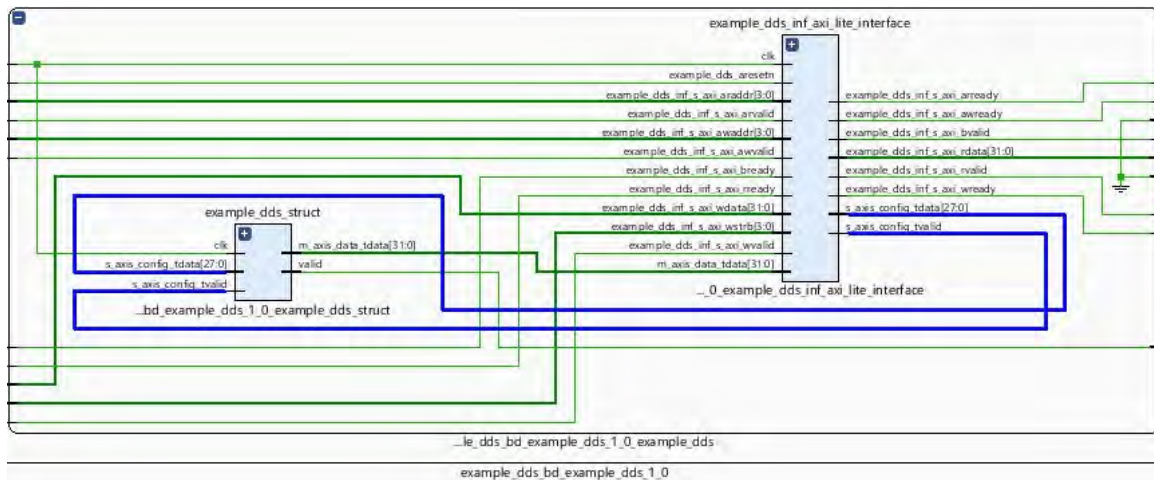 example_dds_inf_axi_lite_interface
clk
example_dds_aresetn
example_dds_inf_s_axi_araddr[3:0]
example_dds_inf_s_axi_arready
example_dds_inf_s_axi_arvalid
example_dds_inf_s_axi_awready
example_dds_inf_s_axi_awaddr[3:0]
example_dds_inf_s_axi_bvalid
example_dds_inf_s_axi_awvalid
example_dds_inf_s_axi_rdata[31:0]
example_dds_inf_s_axi_bready
example_dds_inf_s_axi_rvalid
example_dds_inf_s_axi_rready
example_dds_inf_s_axi_wready
example_dds_inf_s_axi_wdata[31:0]
s_axis_config_tdata[27:0]
example_dds_inf_s_axi_wstrb[3:0]
s_axis_config_tvalid
example_dds_inf_s_axi_wvalid
m_axis_data_tdata[31:0]
..._0_example_dds_inf_axi_lite_interface
example_dds_struct
clk
m_axis_data_tdata[31:0]
s_axis_config_tdata[27:0]
valid
s_axis_config_tvalid
...bd_example_dds_1_0_example_dds_struct
...le_dds_bd_example_dds_1_0_example_dds
example_dds_bd_example_dds_1_0